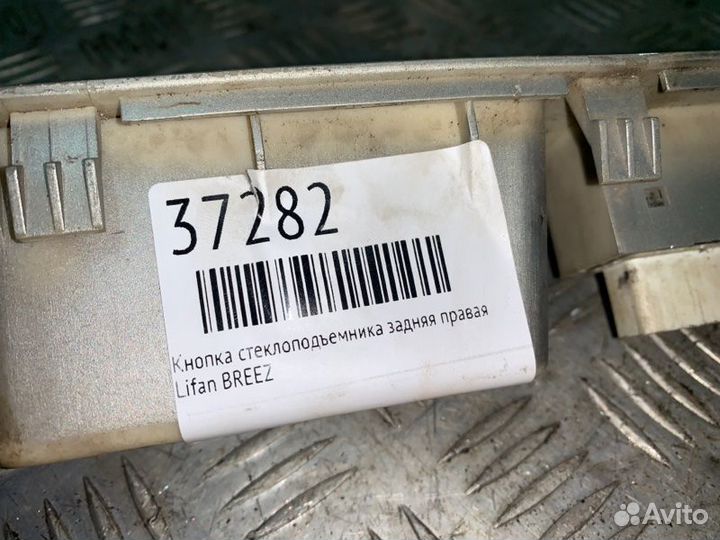 37282
Кнопка стеклоподъемника задняя правая
Lifan BREEZ
Avito